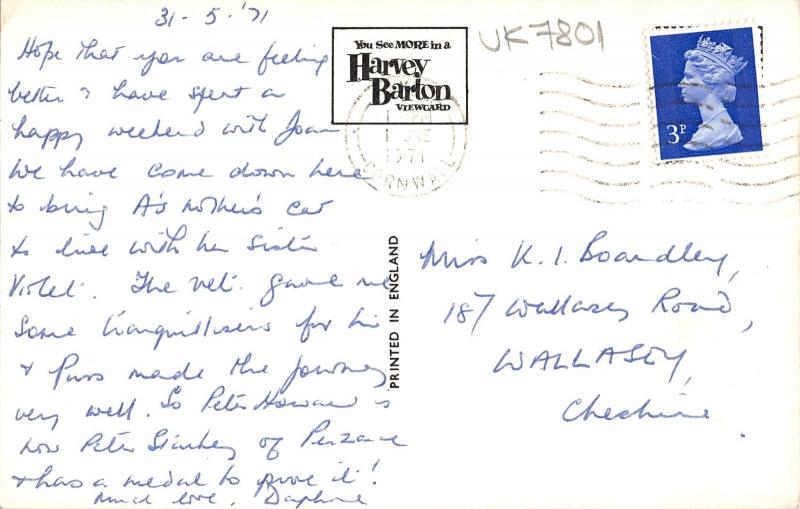 31-5.'71
Hope that you are feeling
better & have spent a
happy weekend with Joan
We have come down here
to bring A's mother's cat
to live with her sister
Violet. The vet. gave me
some tranquillisers for him
& Puss made the journey
very well. So Peter Howard is
now Peter of Penzance
& has a medal to prove it!
Much love, Daphne
You See MORE in a
Harvey
Barton
VIEWCARD
UK7801
1971
CORNWALL
3P
PRINTED IN ENGLAND
Miss K. I. Boardley,
187 Wallasey Road,
WALLASEY,
Cheshire.